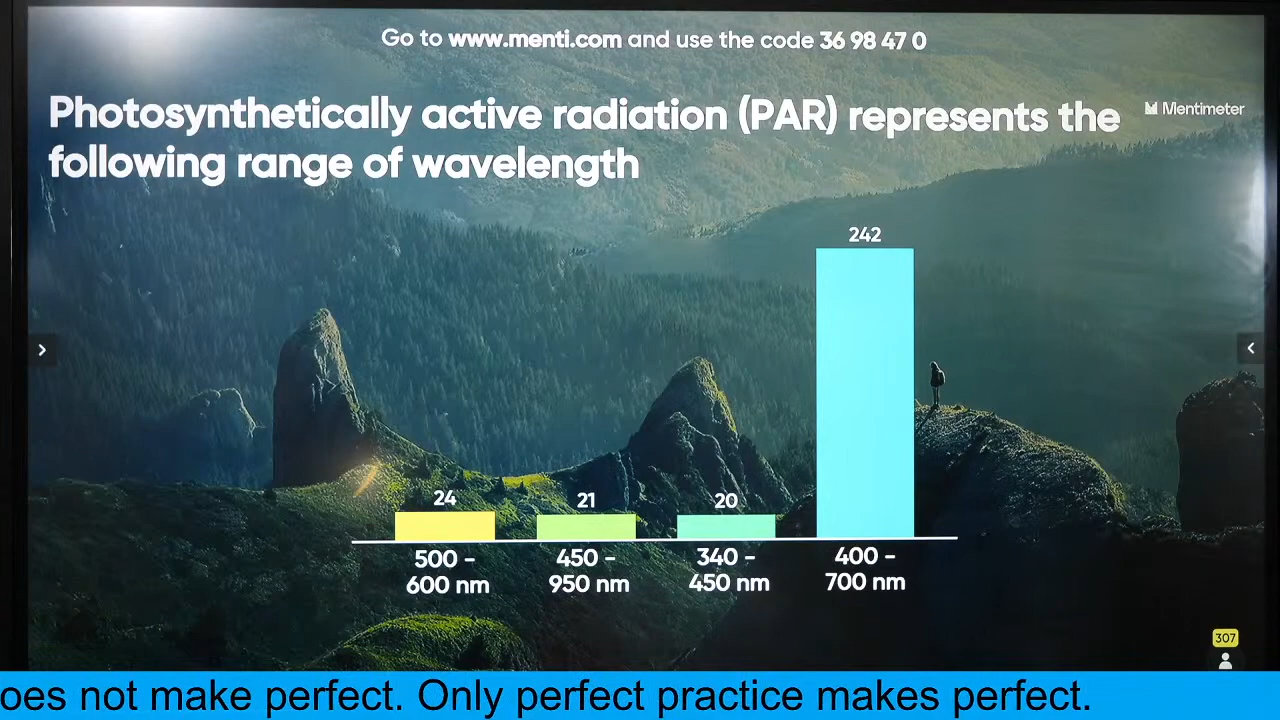 Go to www.menti.com and use the code 36 98 47 0
Photosynthetically active radiation (PAR) represents the
following range of wavelength
Mentimeter
242
24
21
20
500 -
600 nm
450 -
950 nm
340 -
450 nm
400 -
700 nm
307
oes not make perfect. Only perfect practice makes perfect.